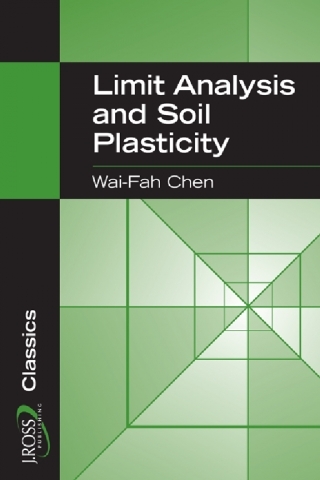 Limit Analysis
and Soil
Plasticity
Wai-Fah Chen
Classics
J.ROSS
PUBLISHING